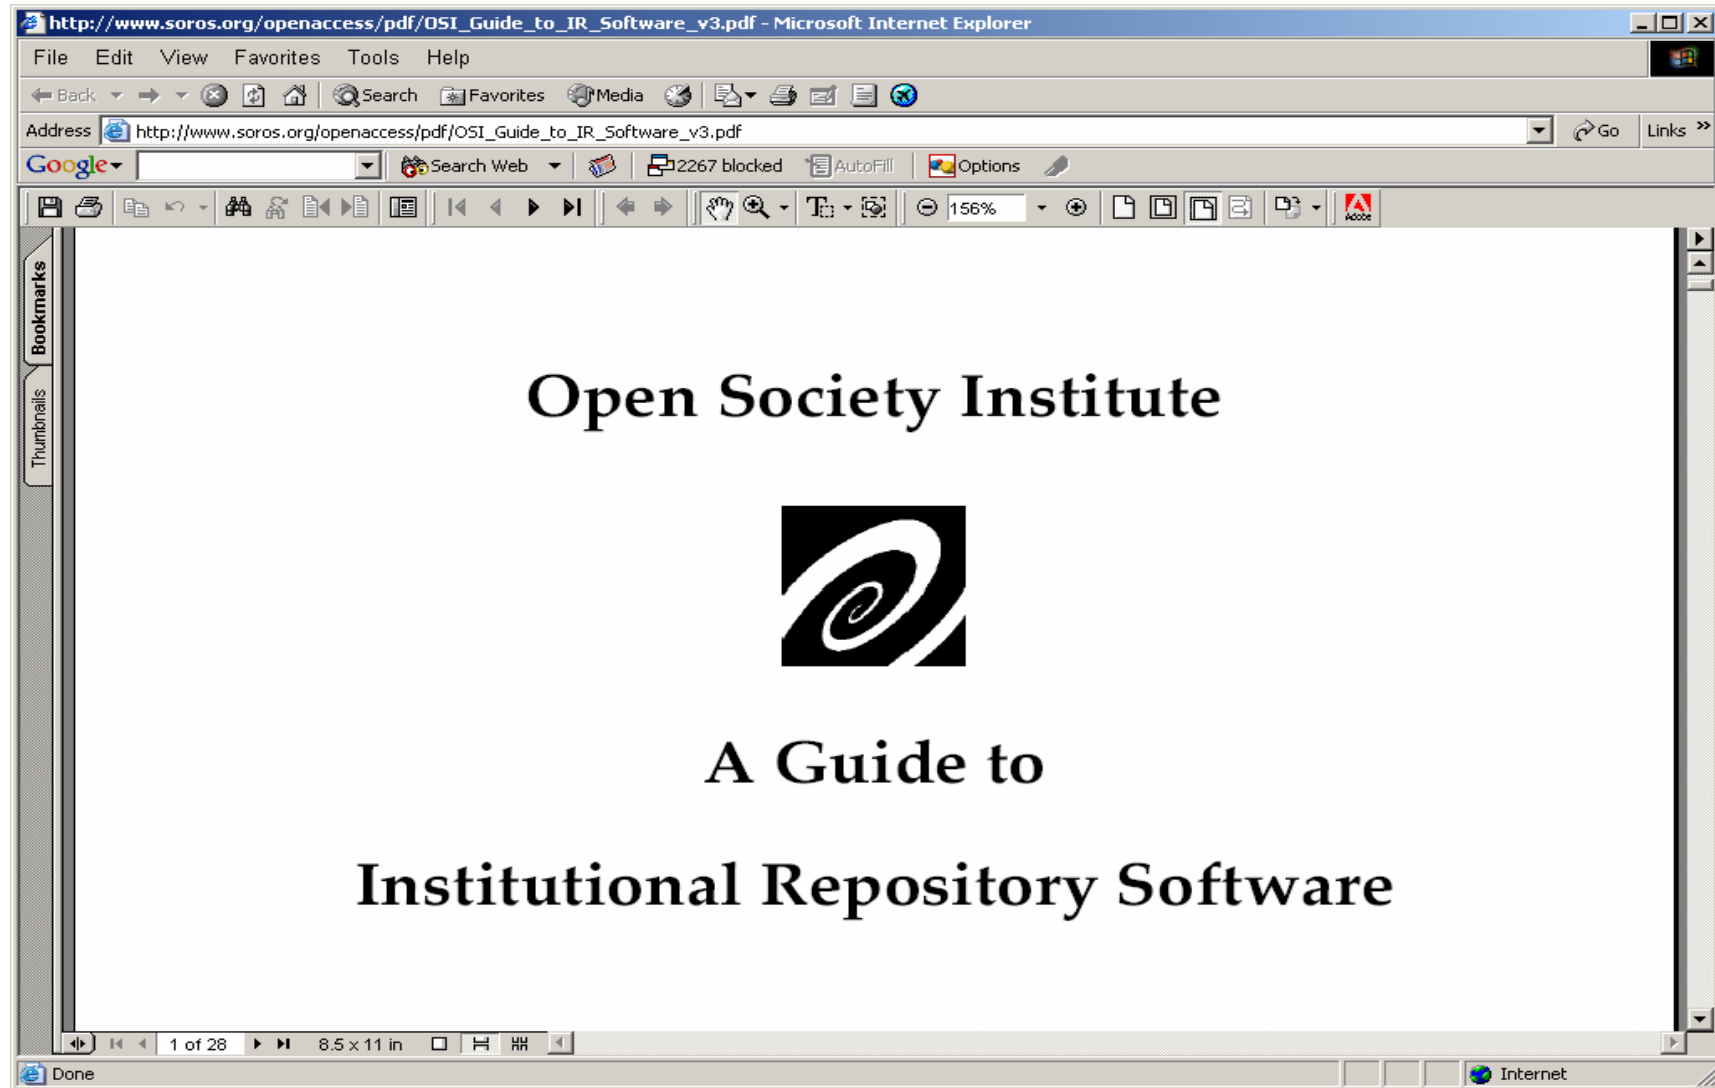 http://www.soros.org/openaccess/pdf/OSI_Guide_to_IR_Software_v3.pdf - Microsoft Internet Explorer
File Edit View Favorites Tools Help
Back Search Favorites Media
Address http://www.soros.org/openaccess/pdf/OSI_Guide_to_IR_Software_v3.pdf Go Links »
Google Search Web 2267 blocked AutoFill Options
156% Adobe
Bookmarks
Thumbnails
Open Society Institute
A Guide to
Institutional Repository Software
1 of 28 8.5 x 11 in
Done Internet